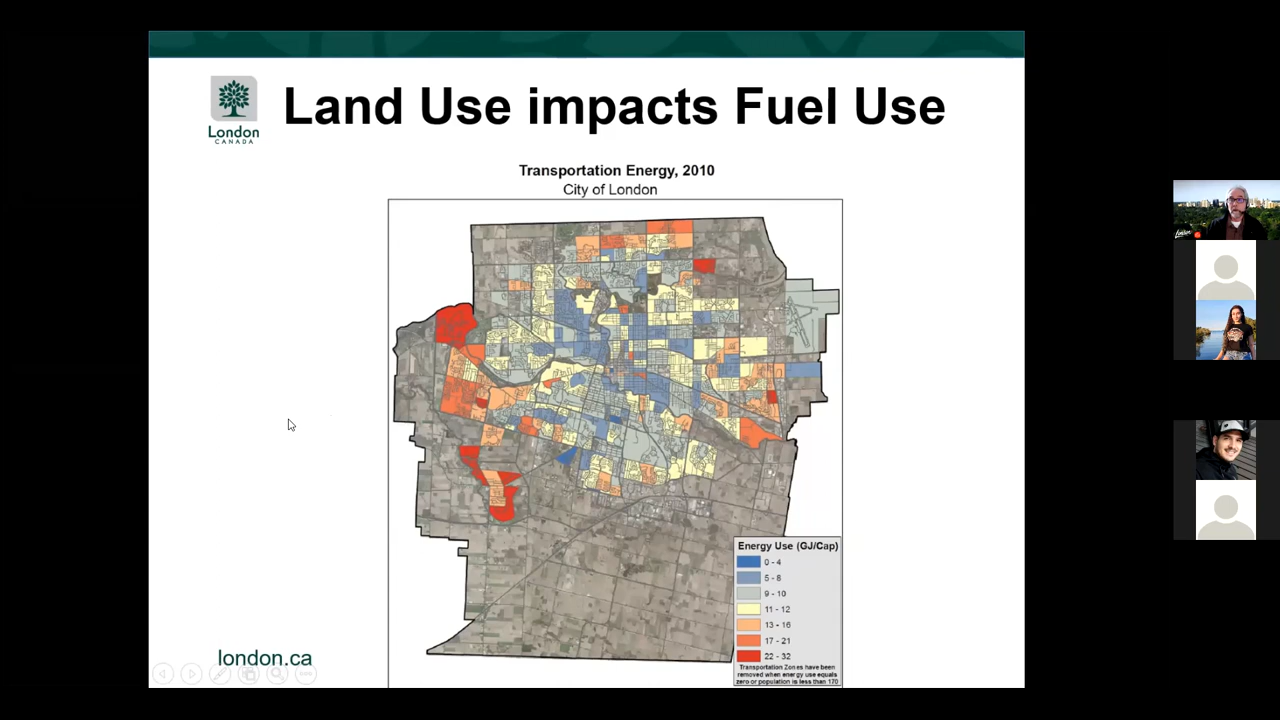 Land Use impacts Fuel Use
London
CANADA
Transportation Energy, 2010
City of London
Energy Use (GJ/Cap)
0 - 4
5 - 8
9 - 10
11 - 12
13 - 16
17 - 21
22 - 32
Transportation Zones have been
removed when energy use equals
zero or population is less than 170
london.ca
London